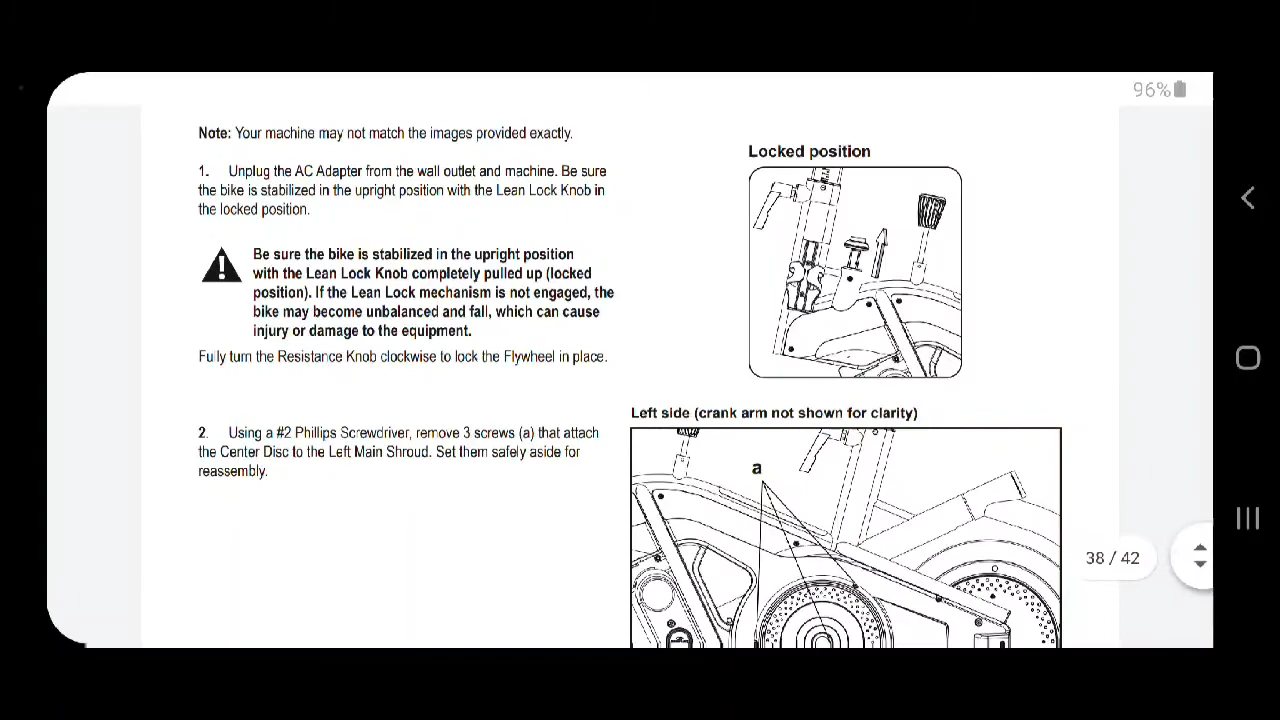 96%
Note: Your machine may not match the images provided exactly.
1. Unplug the AC Adapter from the wall outlet and machine. Be sure
the bike is stabilized in the upright position with the Lean Lock Knob in
the locked position.
Be sure the bike is stabilized in the upright position
with the Lean Lock Knob completely pulled up (locked
position). If the Lean Lock mechanism is not engaged, the
bike may become unbalanced and fall, which can cause
injury or damage to the equipment.
Fully turn the Resistance Knob clockwise to lock the Flywheel in place.
Locked position
2. Using a #2 Phillips Screwdriver, remove 3 screws (a) that attach
the Center Disc to the Left Main Shroud. Set them safely aside for
reassembly.
Left side (crank arm not shown for clarity)
a
38 / 42